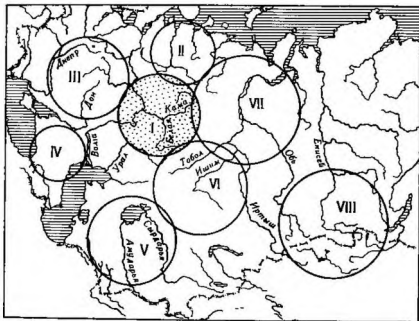 II
III
Днепр
Дон
Кама
VII
I
IV
Волга
Урал
Тобол
Ишим
Обь
Енисей
VI
Иртыш
VIII
V
Сырдарья
Амударья